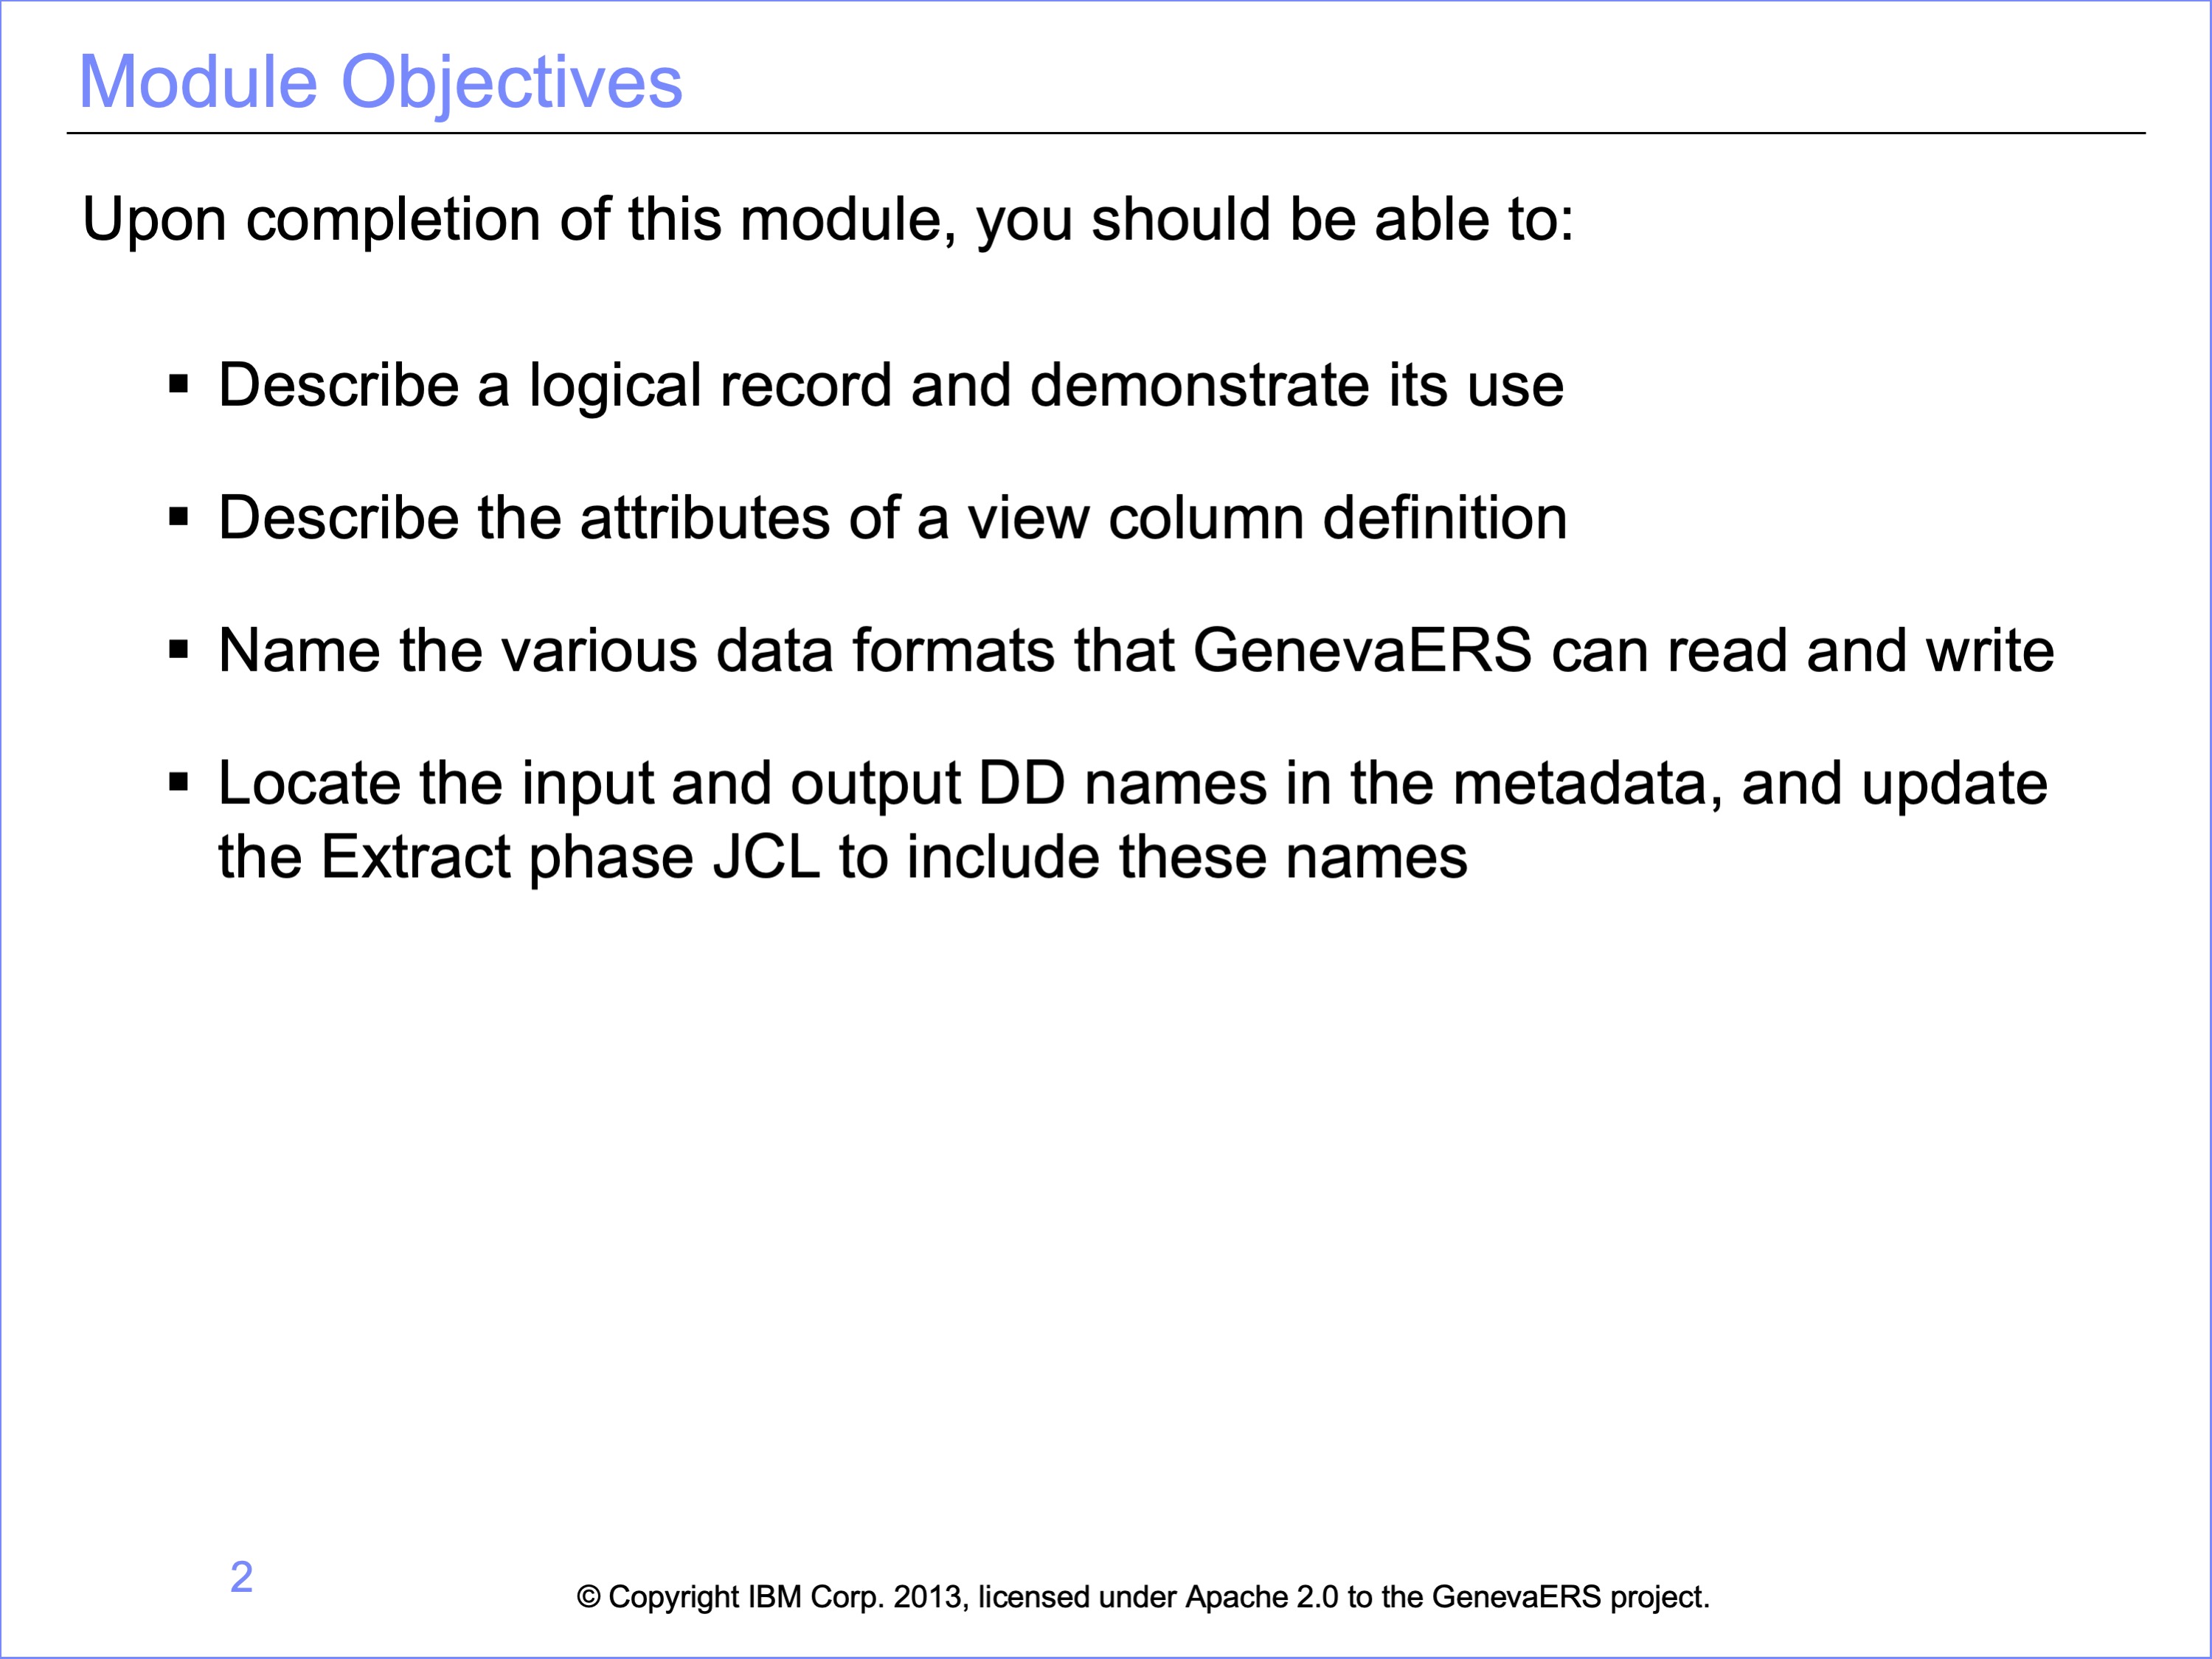 Module Objectives
Upon completion of this module, you should be able to:
▪ Describe a logical record and demonstrate its use
▪ Describe the attributes of a view column definition
▪ Name the various data formats that GenevaERS can read and write
▪ Locate the input and output DD names in the metadata, and update
the Extract phase JCL to include these names
2
© Copyright IBM Corp. 2013, licensed under Apache 2.0 to the GenevaERS project.